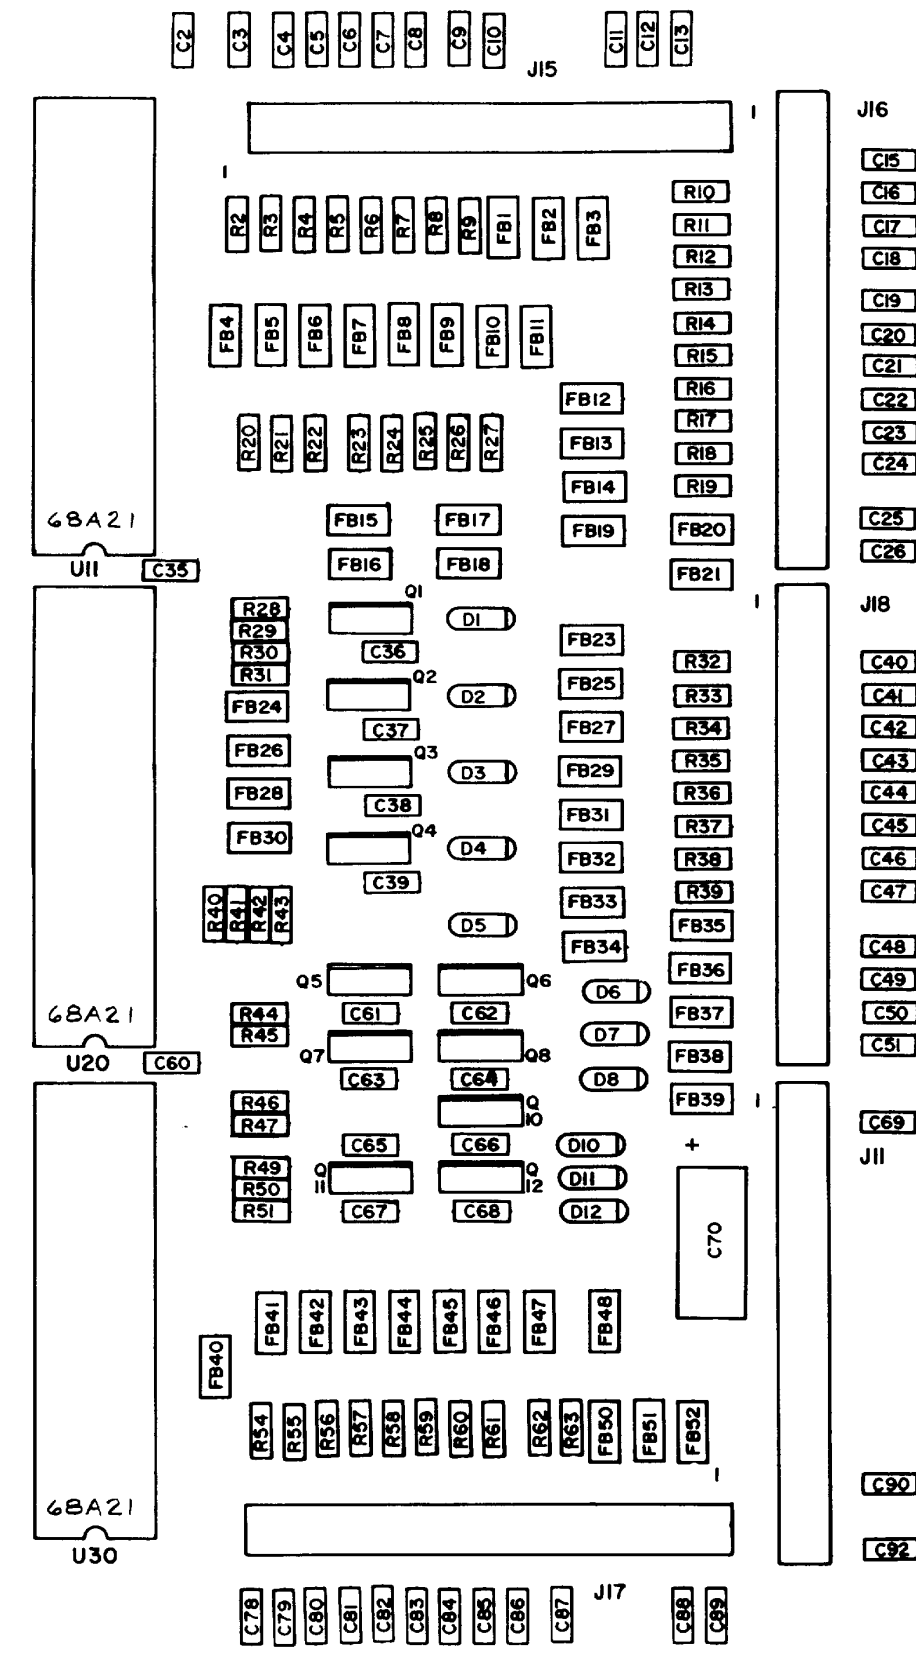 C2 C3 C4 C5 C6 C7 C8 C9 C10 C11 C12 C13
J15
J16
C15
R10 C16
R2 R3 R4 R5 R6 R7 R8 R9 FB1 FB2 FB3 R11 C17
R12 C18
R13 C19
FB4 FB5 FB6 FB7 FB8 FB9 FB10 FB11 R14 C20
R15 C21
FB12 R16 C22
R17 C23
R20 R21 R22 R23 R24 R25 R26 R27 FB13 R18 C24
FB14 R19
68A21 FB15 FB17 FB19 FB20 C25
U11 C35 FB16 FB18 FB21 C26
Q1
R28 D1 J18
R29 FB23
R30 C36 R32 C40
R31 Q2 FB25
FB24 D2 R33 C41
C37 FB27 R34 C42
FB26 Q3 R35 C43
D3 FB29
FB28 C38 R36 C44
FB31
FB30 Q4 R37 C45
D4 FB32 R38 C46
C39 R39 C47
R40 R41 R42 R43 FB33
D5 FB35
FB34 C48
Q5 Q6 FB36 C49
D6
68A21 R44 C61 C62 FB37 C50
R45 D7
Q7 Q8 FB38 C51
U20 C60
C63 C64 D8
R46 FB39
R47 Q 10 C69
C65 C66 D10 +
J11
R49 Q 11 Q 12 D11
R50
R51 C67 C68 D12
C70
FB41 FB42 FB43 FB44 FB45 FB46 FB47 FB48
FB40
R54 R55 R56 R57 R58 R59 R60 R61 R62 R63 FB50 FB51 FB52
C90
68A21
U30 C92
J17
C78 C79 C80 C81 C82 C83 C84 C85 C86 C87 C88 C89